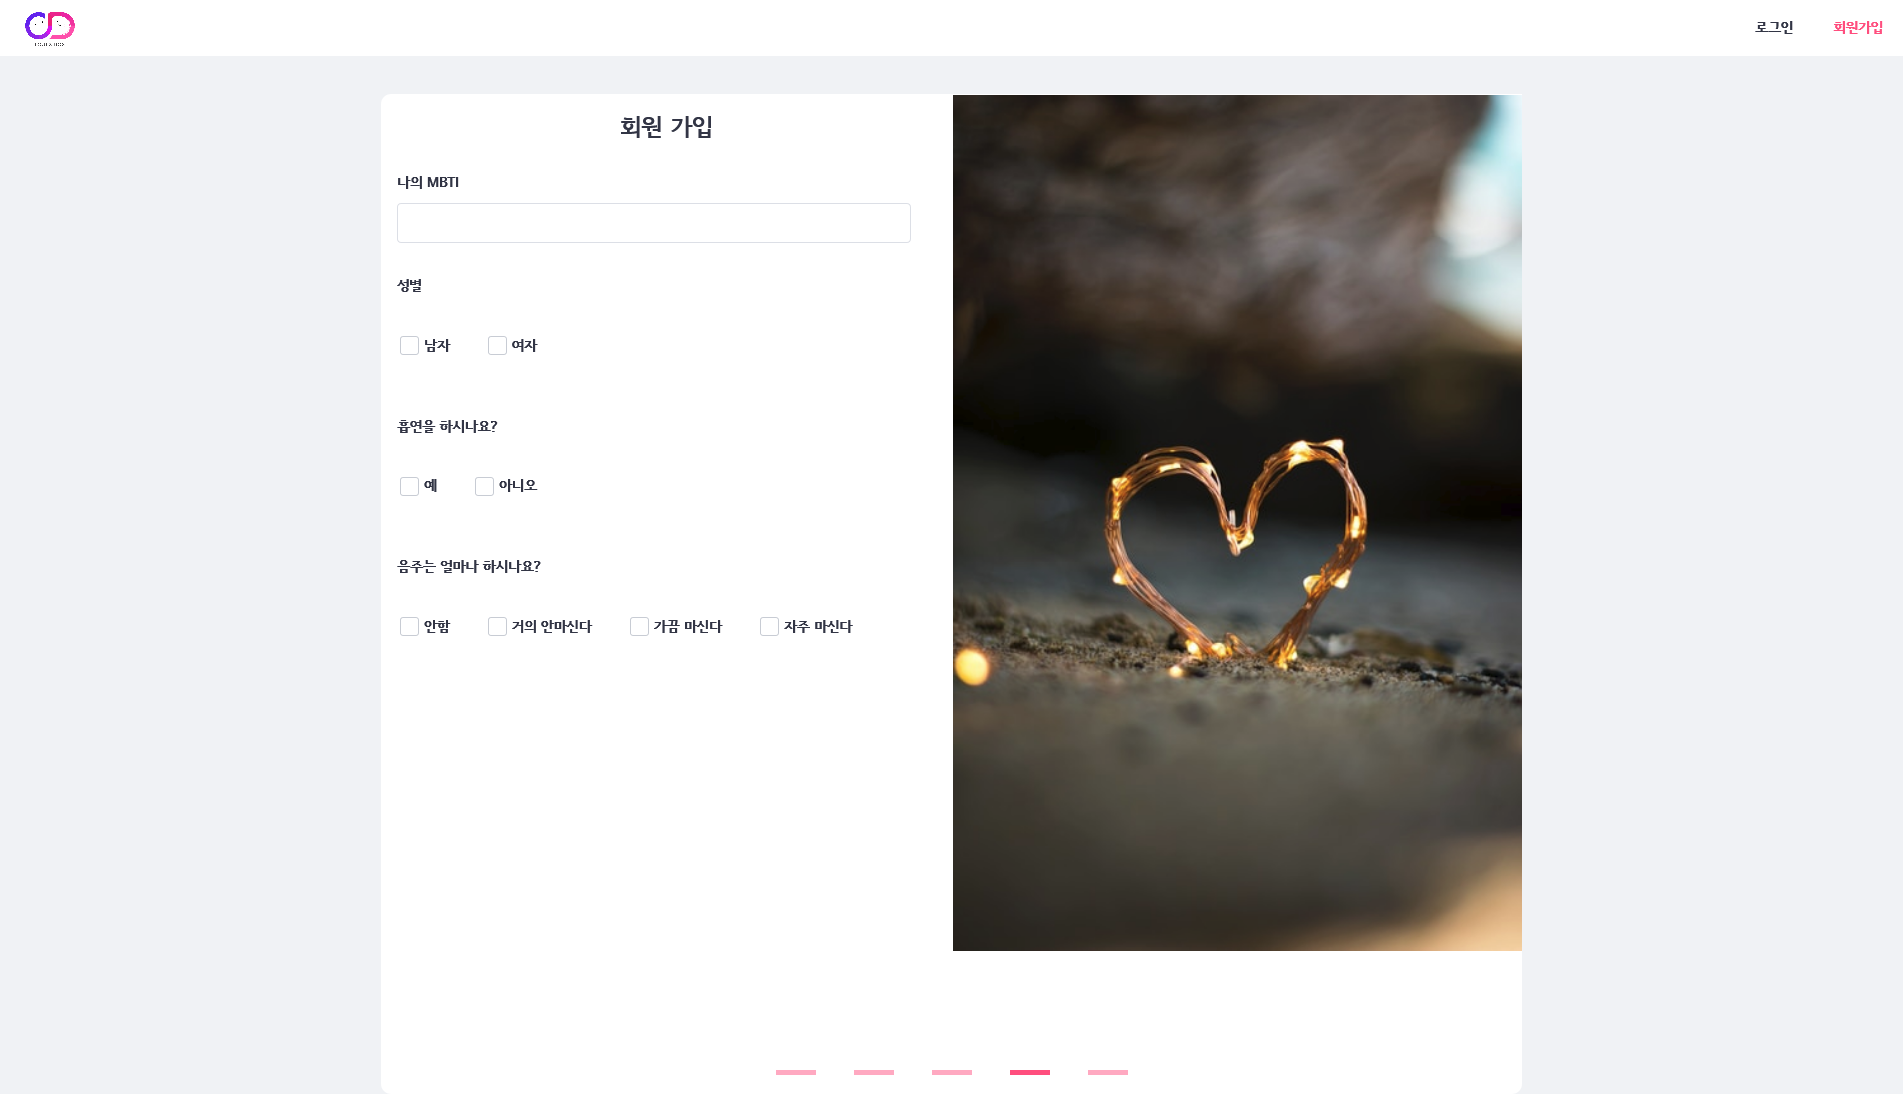 로그인 회원가입
회원 가입
나의 MBTI
성별
남자 여자
흡연을 하시나요?
예 아니오
음주는 얼마나 하시나요?
안함 거의 안마신다 가끔 마신다 자주 마신다